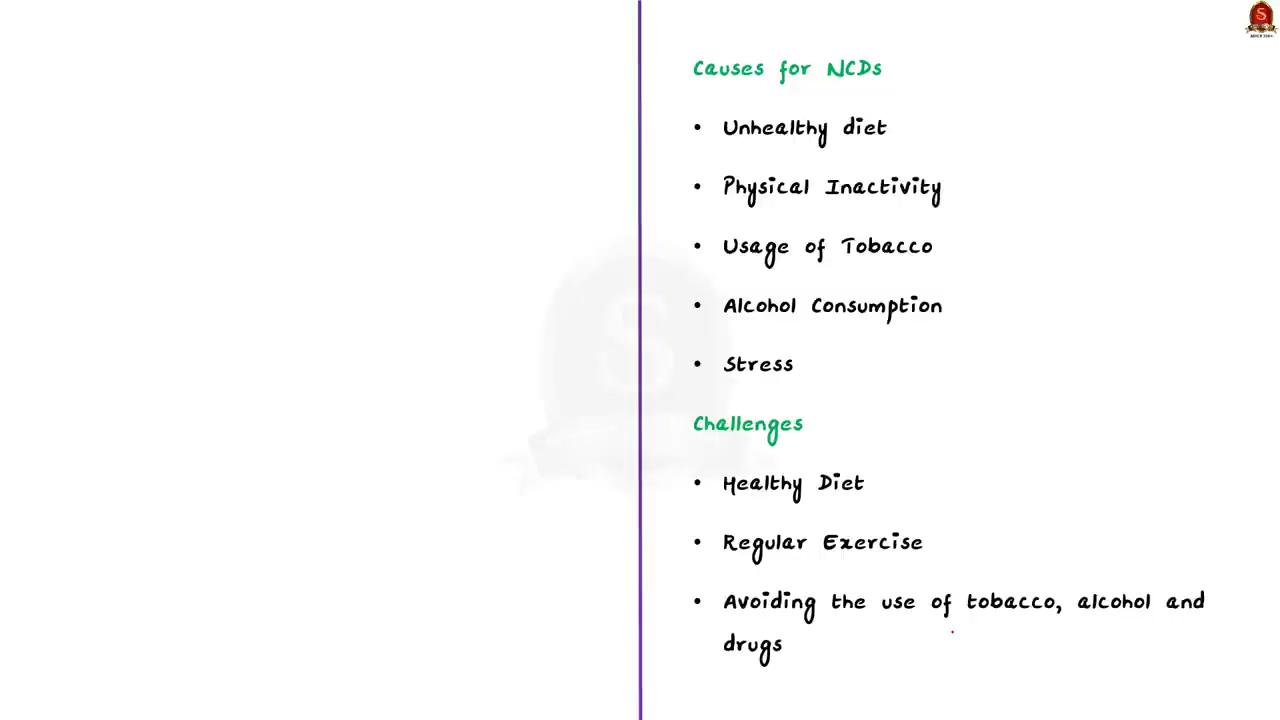 Causes for NCDs
• Unhealthy diet
• Physical Inactivity
• Usage of Tobacco
• Alcohol Consumption
• Stress
Challenges
• Healthy Diet
• Regular Exercise
• Avoiding the use of tobacco, alcohol and
drugs